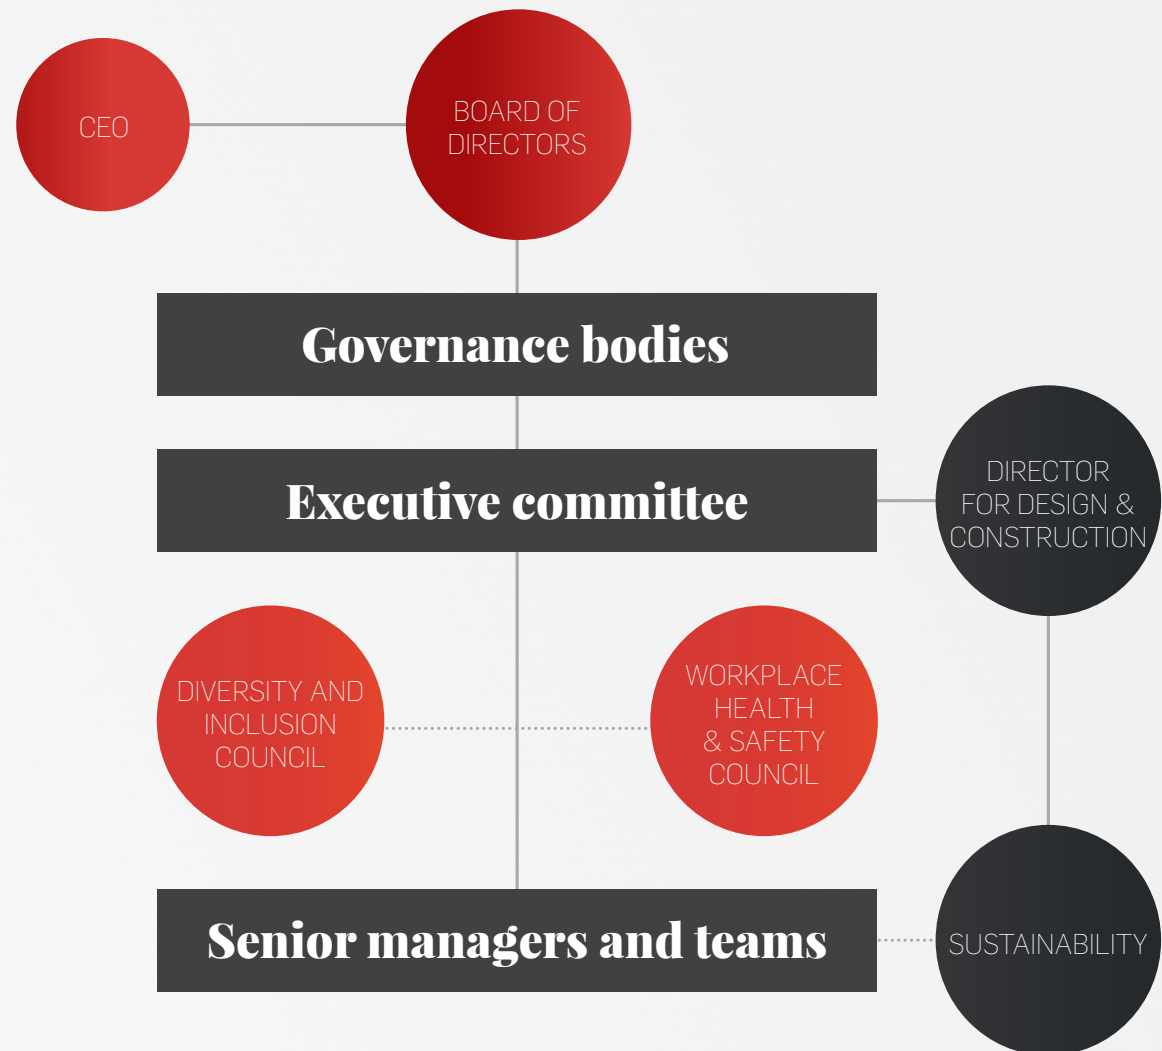 CEO
BOARD OF
DIRECTORS
Governance bodies
Executive committee
DIRECTOR
FOR DESIGN &
CONSTRUCTION
DIVERSITY AND
INCLUSION
COUNCIL
WORKPLACE
HEALTH
& SAFETY
COUNCIL
Senior managers and teams
SUSTAINABILITY